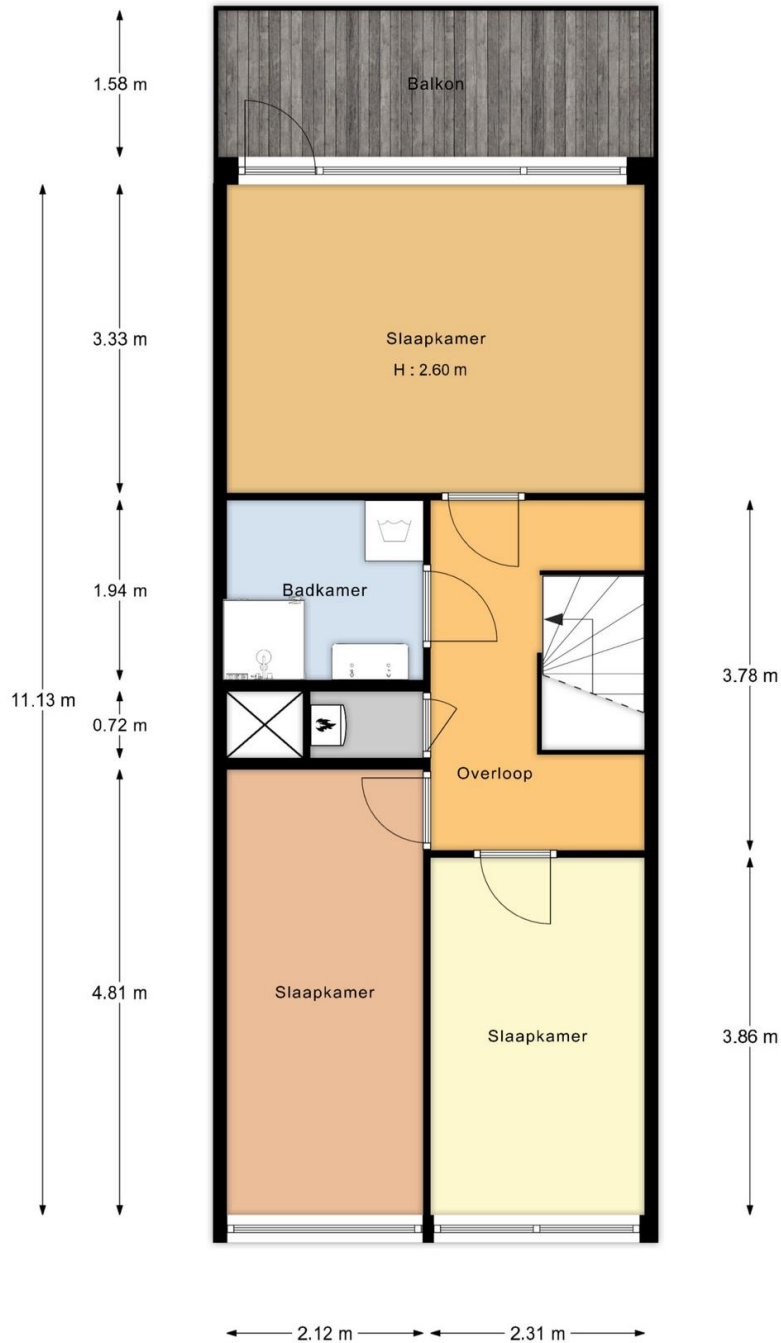 1.58 m
Balkon
3.33 m
Slaapkamer
H : 2.60 m
1.94 m
Badkamer
3.78 m
11.13 m
0.72 m
Overloop
4.81 m
Slaapkamer
Slaapkamer
3.86 m
2.12 m
2.31 m